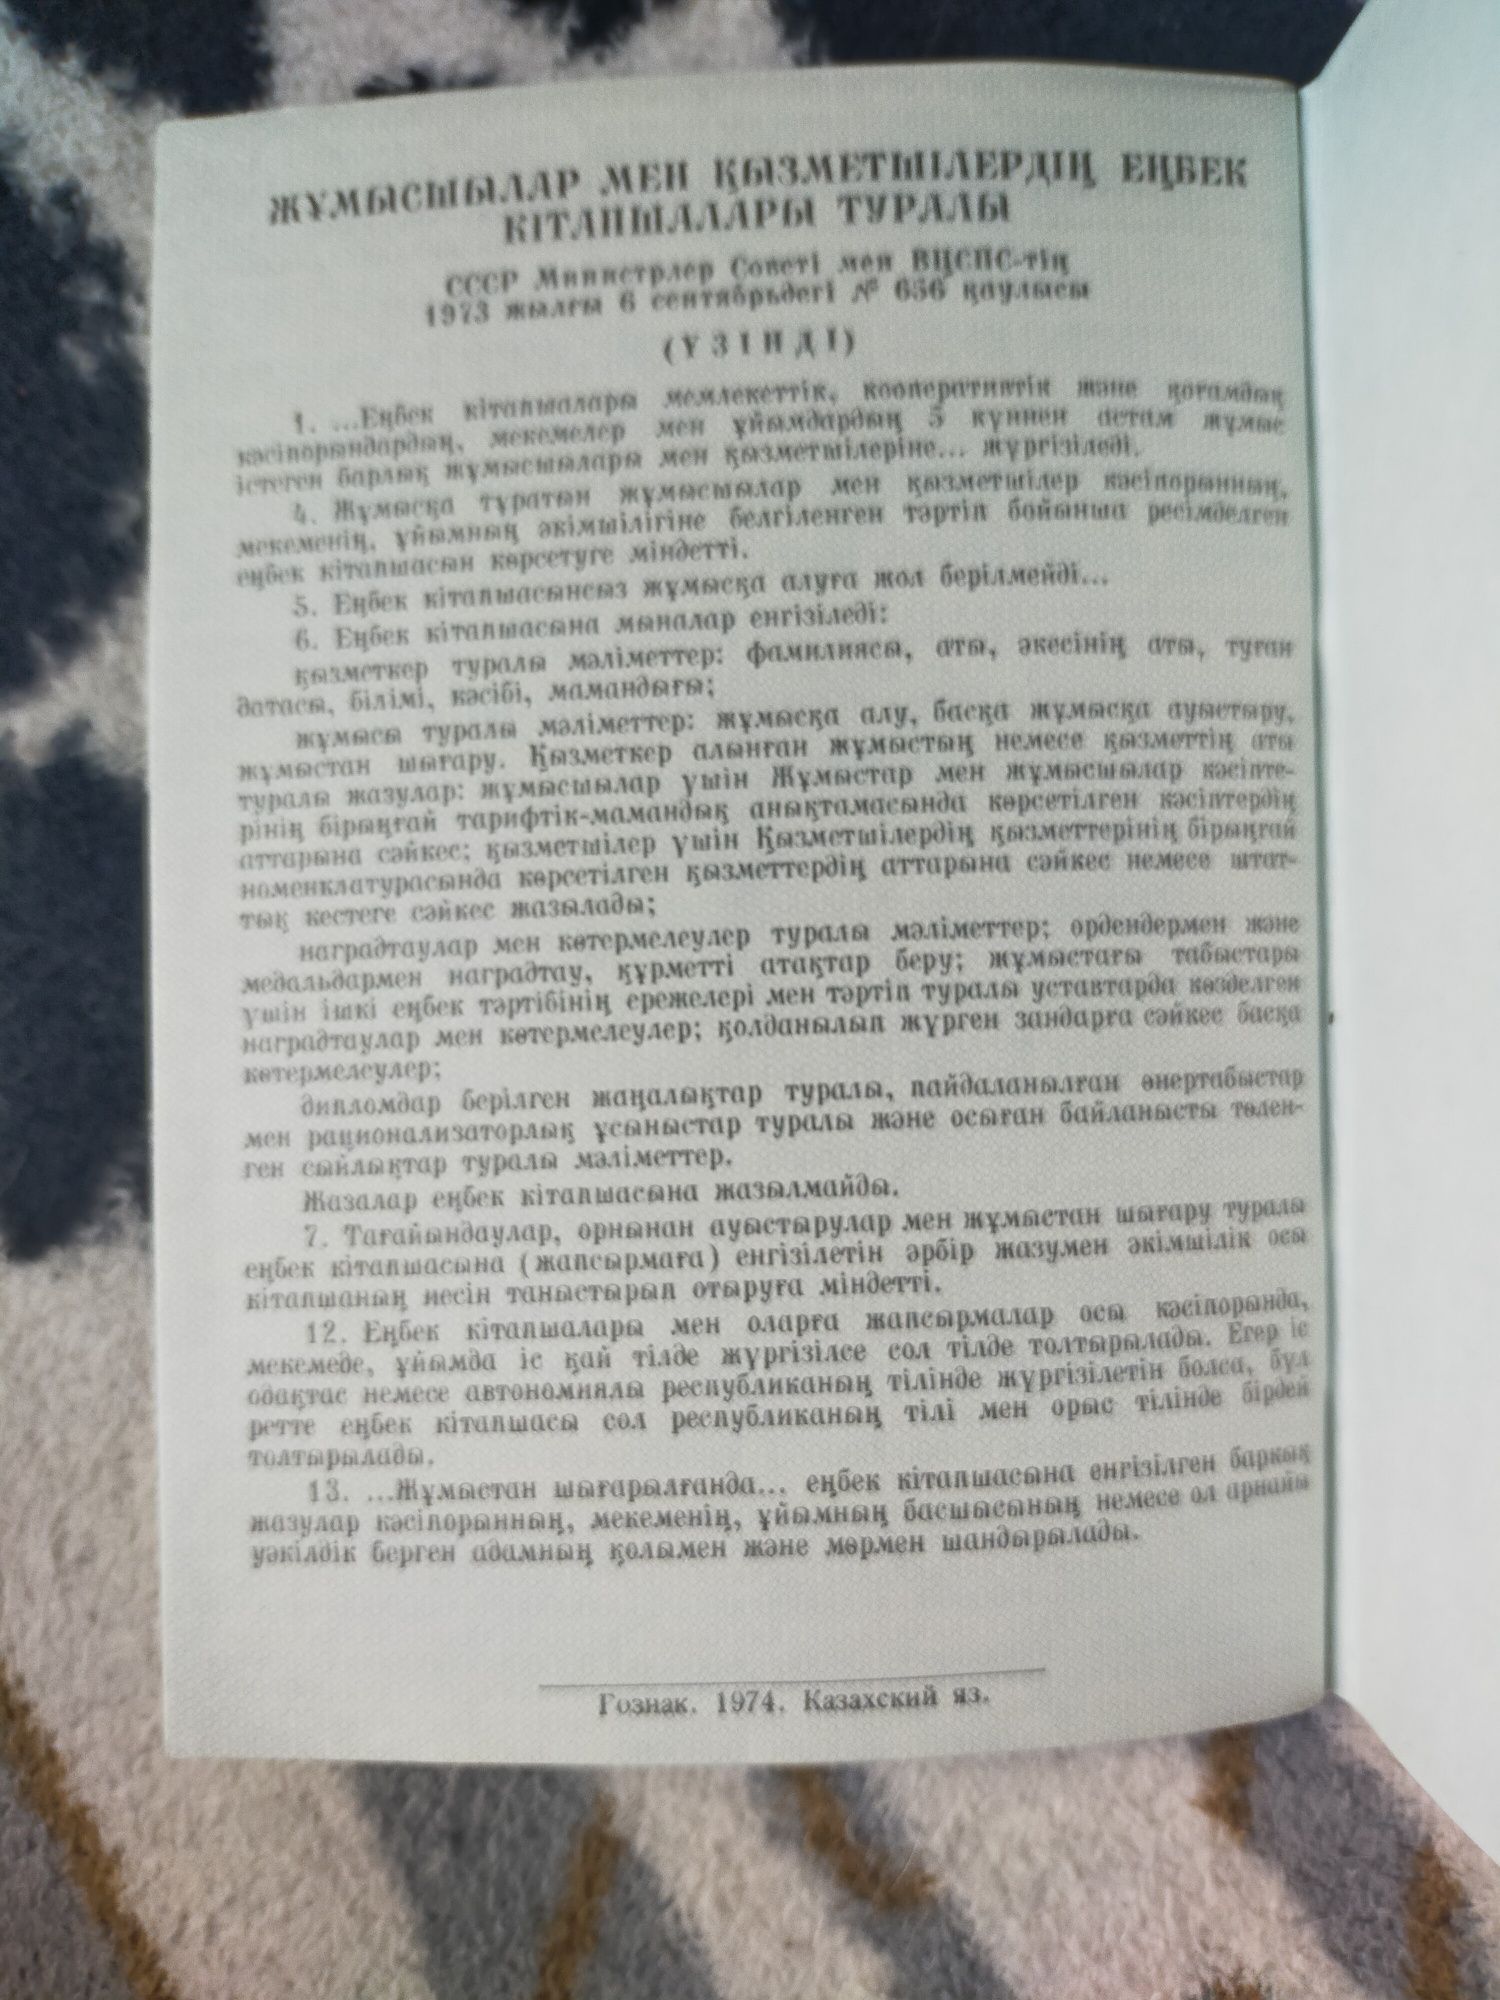 ЖҰМЫСШЫЛАР МЕН ҚЫЗМЕТШІЛЕРДІҢ ЕҢБЕК
КІТАПШАЛАРЫ ТУРАЛЫ
СССР Министрлер Советі мен ВЦСПС-тің
1973 жылғы 6 сентябрьдегі № 656 қаулысы
(ҮЗІНДІ)
1. ...Еңбек кітапшалары мемлекеттік, кооперативтік және қоғамдық
кәсіпорындардың, мекемелер мен ұйымдардың 5 күннен астам жұмыс
істеген барлық жұмысшылары мен қызметшілеріне... жүргізіледі.
4. Жұмысқа тұратын жұмысшылар мен қызметшілер кәсіпорынның,
мекеменің, ұйымның әкімшілігіне белгіленген тәртіп бойынша ресімделген
еңбек кітапшасын көрсетуге міндетті.
5. Еңбек кітапшасынсыз жұмысқа алуға жол берілмейді...
6. Еңбек кітапшасына мыналар енгізіледі:
қызметкер туралы мәліметтер: фамилиясы, аты, әкесінің аты, туған
датасы, білімі, кәсібі, мамандығы;
жұмысы туралы мәліметтер: жұмысқа алу, басқа жұмысқа ауыстыру,
жұмыстан шығару. Қызметкер алынған жұмыстың немесе қызметтің аты
туралы жазулар: жұмысшылар үшін Жұмыстар мен жұмысшылар кәсіпте-
рінің бірыңғай тарифтік-мамандық анықтамасында көрсетілген кәсіптердің
аттарына сәйкес; қызметшілер үшін Қызметшілердің қызметтерінің бірыңғай
номенклатурасында көрсетілген қызметтердің аттарына сәйкес немесе штат-
тық кестеге сәйкес жазылады;
наградтаулар мен көтермелеулер туралы мәліметтер; ордендермен және
медальдармен наградтау, құрметті атақтар беру; жұмыстағы табыстары
үшін ішкі еңбек тәртібінің ережелері мен тәртіп туралы уставтарда көзделген
наградтаулар мен көтермелеулер; қолданылып жүрген зандарға сәйкес басқа
көтермелеулер;
дипломдар берілген жаңалықтар туралы, пайдаланылған өнертабыстар
мен рационализаторлық ұсыныстар туралы және осыған байланысты төлен-
ген сыйлықтар туралы мәліметтер.
Жазалар еңбек кітапшасына жазылмайды.
7. Тағайындаулар, орнынан ауыстырулар мен жұмыстан шығару туралы
еңбек кітапшасына (жапсырмаға) енгізілетін әрбір жазумен әкімшілік осы
кітапшаның иесін таныстырып отыруға міндетті.
12. Еңбек кітапшалары мен оларға жапсырмалар осы кәсіпорында,
мекемеде, ұйымда іс қай тілде жүргізілсе сол тілде толтырылады. Егер іс
одақтас немесе автономиялы республиканың тілінде жүргізілетін болса, бұл
ретте еңбек кітапшасы сол республиканың тілі мен орыс тілінде бірдей
толтырылады.
13. ...Жұмыстан шығарылғанда... еңбек кітапшасына енгізілген барлық
жазулар кәсіпорынның, мекеменің, ұйымның басшысының немесе ол арнайы
уәкілдік берген адамның қолымен және мөрмен шандырылады.
Гознак. 1974. Казахский яз.